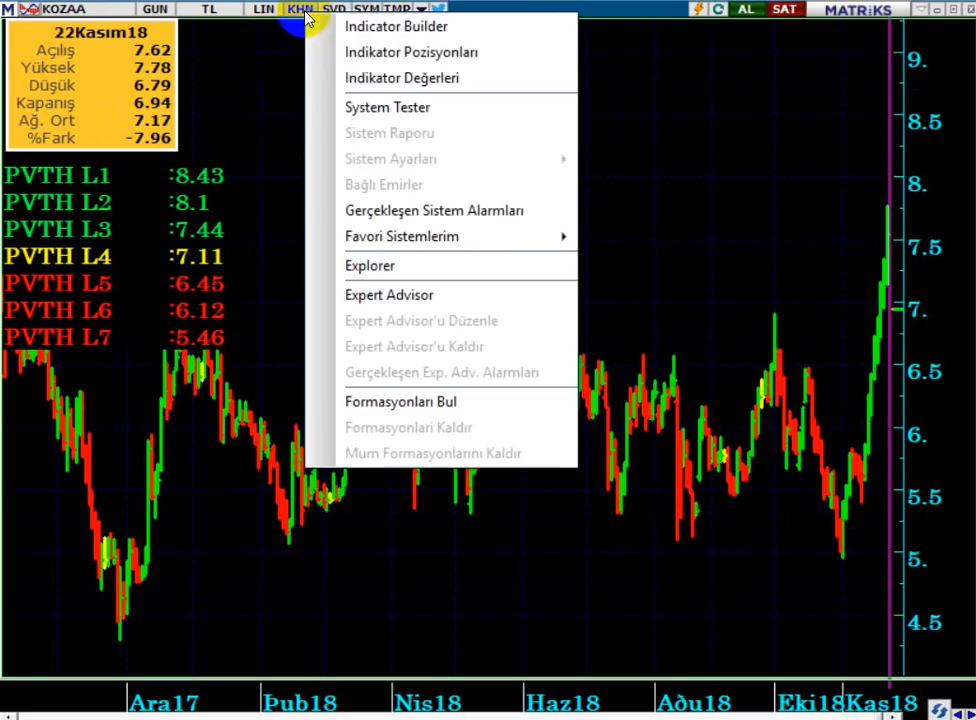 M KOZAA GUN TL LIN KHN SVD SYM TMP AL SAT MATRIKS
22Kasım18
Açılış 7.62
Yüksek 7.78
Düşük 6.79
Kapanış 6.94
Ağ. Ort 7.17
%Fark -7.96
PVTH L1 :8.43
PVTH L2 :8.1
PVTH L3 :7.44
PVTH L4 :7.11
PVTH L5 :6.45
PVTH L6 :6.12
PVTH L7 :5.46
Indicator Builder
Indikator Pozisyonları
Indikator Değerleri
System Tester
Sistem Raporu
Sistem Ayarları
Bağlı Emirler
Gerçekleşen Sistem Alarmları
Favori Sistemlerim
Explorer
Expert Advisor
Expert Advisor'u Düzenle
Expert Advisor'u Kaldır
Gerçekleşen Exp. Adv. Alarmları
Formasyonları Bul
Formasyonlari Kaldır
Mum Formasyonlarını Kaldır
9.
8.5
8.
7.5
7.
6.5
6.
5.5
5.
4.5
Ara17 Þub18 Nis18 Haz18 Aðu18 Eki18 Kas18